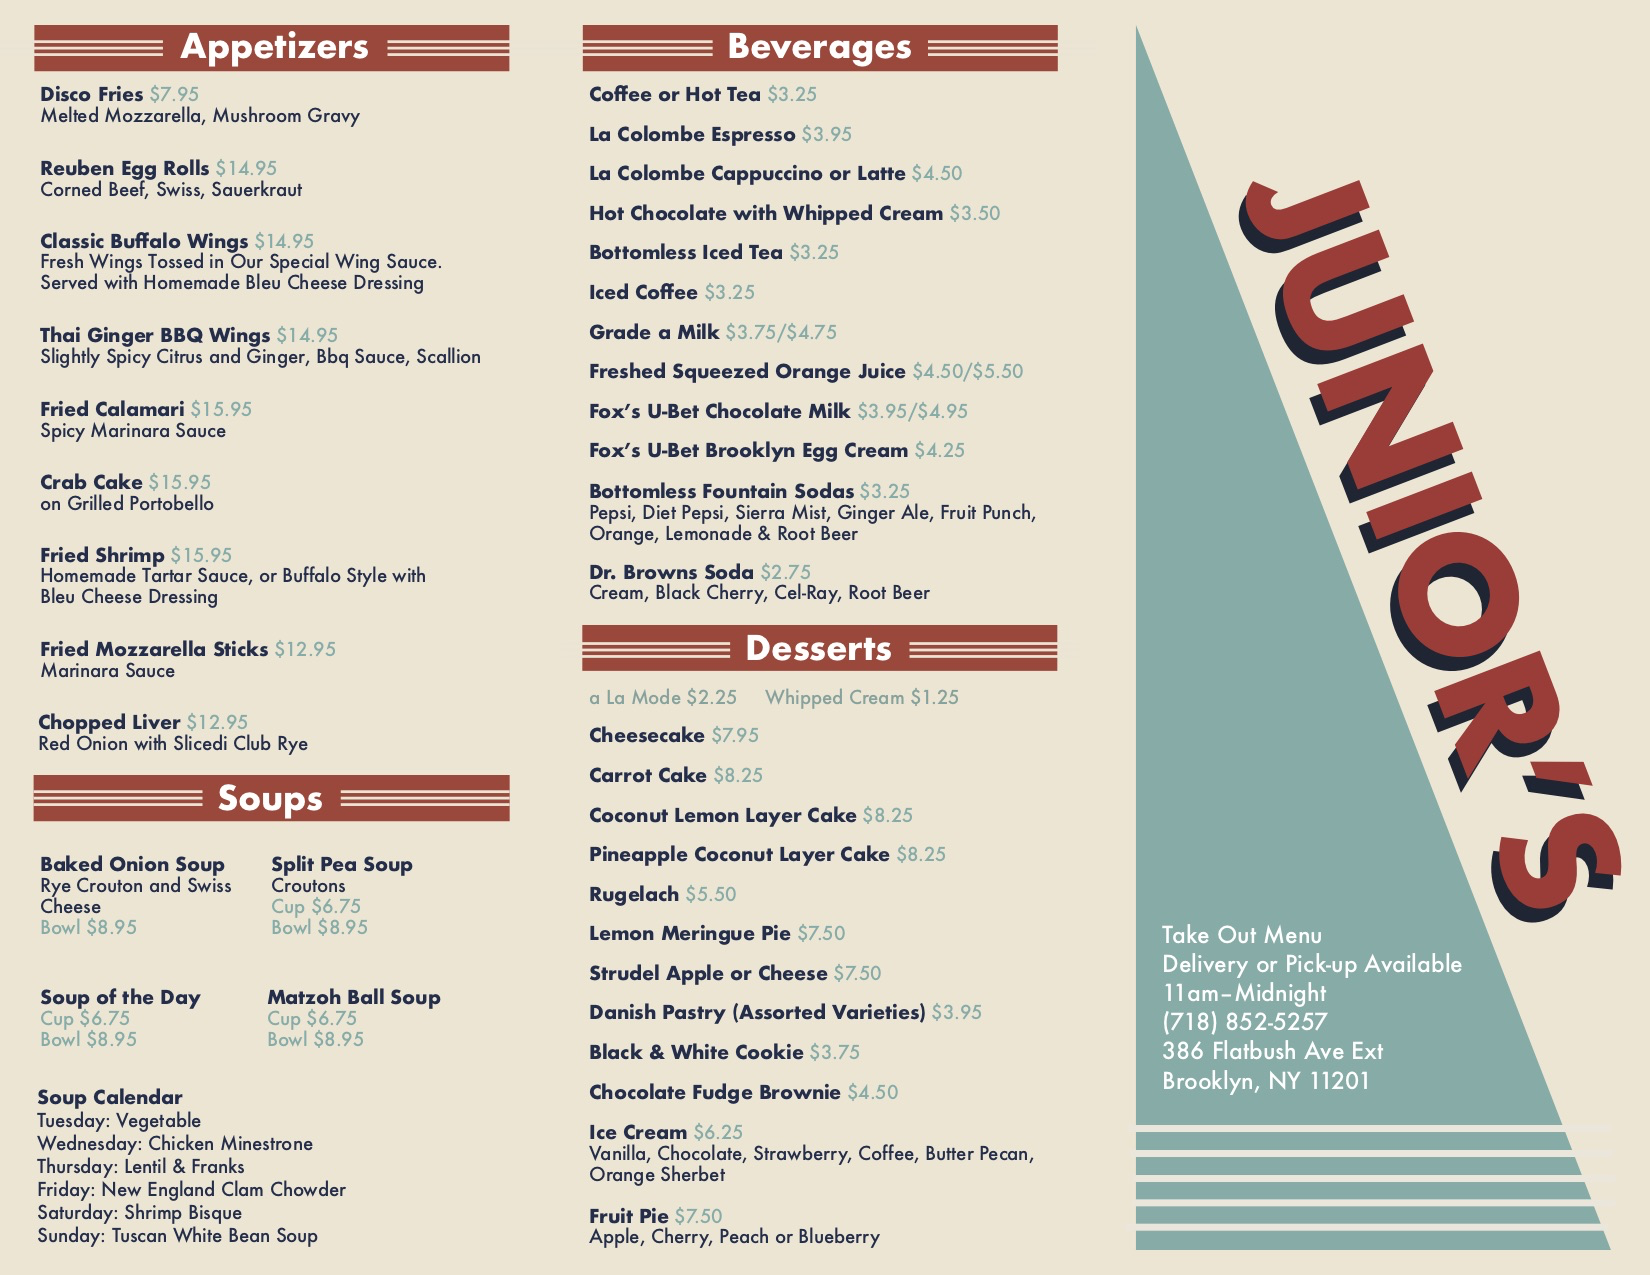 Appetizers
Disco Fries $7.95
Melted Mozzarella, Mushroom Gravy
Reuben Egg Rolls $14.95
Corned Beef, Swiss, Sauerkraut
Classic Buffalo Wings $14.95
Fresh Wings Tossed in Our Special Wing Sauce.
Served with Homemade Bleu Cheese Dressing
Thai Ginger BBQ Wings $14.95
Slightly Spicy Citrus and Ginger, Bbq Sauce, Scallion
Fried Calamari $15.95
Spicy Marinara Sauce
Crab Cake $15.95
on Grilled Portobello
Fried Shrimp $15.95
Homemade Tartar Sauce, or Buffalo Style with
Bleu Cheese Dressing
Fried Mozzarella Sticks $12.95
Marinara Sauce
Chopped Liver $12.95
Red Onion with Slicedi Club Rye
Soups
Baked Onion Soup
Rye Crouton and Swiss
Cheese
Bowl $8.95
Split Pea Soup
Croutons
Cup $6.75
Bowl $8.95
Soup of the Day
Cup $6.75
Bowl $8.95
Matzoh Ball Soup
Cup $6.75
Bowl $8.95
Soup Calendar
Tuesday: Vegetable
Wednesday: Chicken Minestrone
Thursday: Lentil & Franks
Friday: New England Clam Chowder
Saturday: Shrimp Bisque
Sunday: Tuscan White Bean Soup
Beverages
Coffee or Hot Tea $3.25
La Colombe Espresso $3.95
La Colombe Cappuccino or Latte $4.50
Hot Chocolate with Whipped Cream $3.50
Bottomless Iced Tea $3.25
Iced Coffee $3.25
Grade a Milk $3.75/$4.75
Freshed Squeezed Orange Juice $4.50/$5.50
Fox's U-Bet Chocolate Milk $3.95/$4.95
Fox's U-Bet Brooklyn Egg Cream $4.25
Bottomless Fountain Sodas $3.25
Pepsi, Diet Pepsi, Sierra Mist, Ginger Ale, Fruit Punch,
Orange, Lemonade & Root Beer
Dr. Browns Soda $2.75
Cream, Black Cherry, Cel-Ray, Root Beer
Desserts
a La Mode $2.25 Whipped Cream $1.25
Cheesecake $7.95
Carrot Cake $8.25
Coconut Lemon Layer Cake $8.25
Pineapple Coconut Layer Cake $8.25
Rugelach $5.50
Lemon Meringue Pie $7.50
Strudel Apple or Cheese $7.50
Danish Pastry (Assorted Varieties) $3.95
Black & White Cookie $3.75
Chocolate Fudge Brownie $4.50
Ice Cream $6.25
Vanilla, Chocolate, Strawberry, Coffee, Butter Pecan,
Orange Sherbet
Fruit Pie $7.50
Apple, Cherry, Peach or Blueberry
JUNIOR'S
Take Out Menu
Delivery or Pick-up Available
11am–Midnight
(718) 852-5257
386 Flatbush Ave Ext
Brooklyn, NY 11201